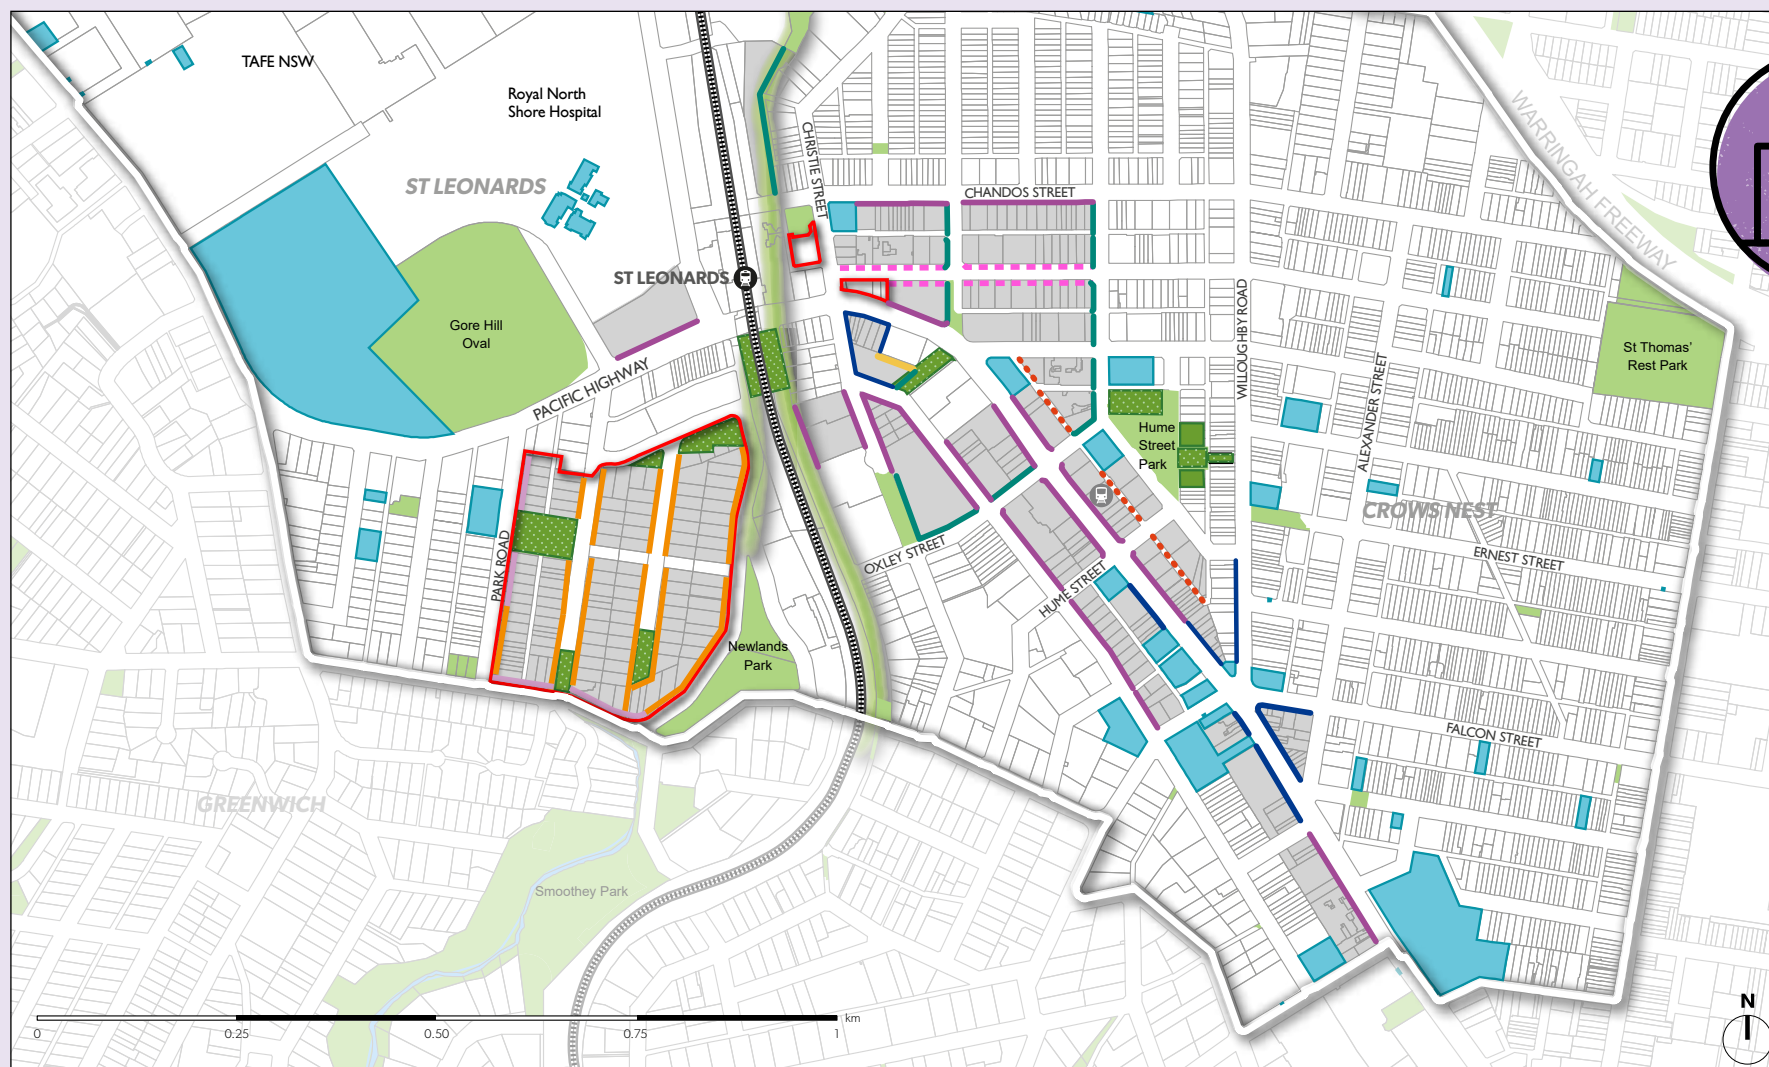 TAFE NSW
Royal North
Shore Hospital
ST LEONARDS
CHRISTIE STREET
CHANDOS STREET
WARRINGAH FREEWAY
ST LEONARDS
Gore Hill
Oval
PACIFIC HIGHWAY
WILLOUGHBY ROAD
St Thomas'
Rest Park
ALEXANDER STREET
Hume
Street
Park
CROWS NEST
PARK ROAD
OXLEY STREET
HUME STREET
ERNEST STREET
Newlands
Park
FALCON STREET
GREENWICH
Smoothey Park
0
0.25
0.50
0.75
1
km
N